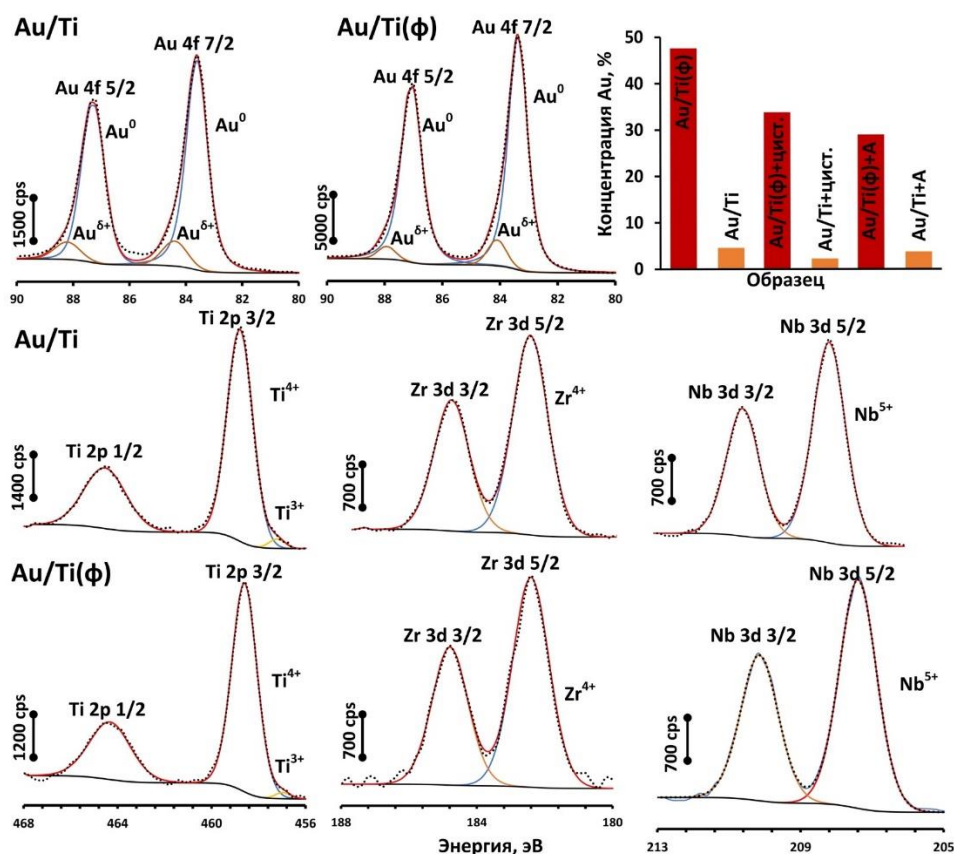 Au/Ti
Au 4f 5/2
Au 4f 7/2
Au⁰
Au⁰
Auᵟ⁺
Auᵟ⁺
1500 cps
90 88 86 84 82 80
Au/Ti(ф)
Au 4f 5/2
Au 4f 7/2
Au⁰
Au⁰
Auᵟ⁺
Auᵟ⁺
5000 cps
90 88 86 84 82 80
Концентрация Au, %
50
40
30
20
10
0
Au/Ti(ф)
Au/Ti
Au/Ti(ф)+цист.
Au/Ti+цист.
Au/Ti(ф)+А
Au/Ti+А
Образец
Au/Ti
Ti 2p 3/2
Ti 2p 1/2
Ti⁴⁺
Ti³⁺
1400 cps
Zr 3d 5/2
Zr 3d 3/2
Zr⁴⁺
700 cps
Nb 3d 5/2
Nb 3d 3/2
Nb⁵⁺
700 cps
Au/Ti(ф)
Ti 2p 3/2
Ti 2p 1/2
Ti⁴⁺
Ti³⁺
1200 cps
468 464 460 456
Zr 3d 5/2
Zr 3d 3/2
Zr⁴⁺
700 cps
188 184 180
Nb 3d 5/2
Nb 3d 3/2
Nb⁵⁺
700 cps
213 209 205
Энергия, эВ